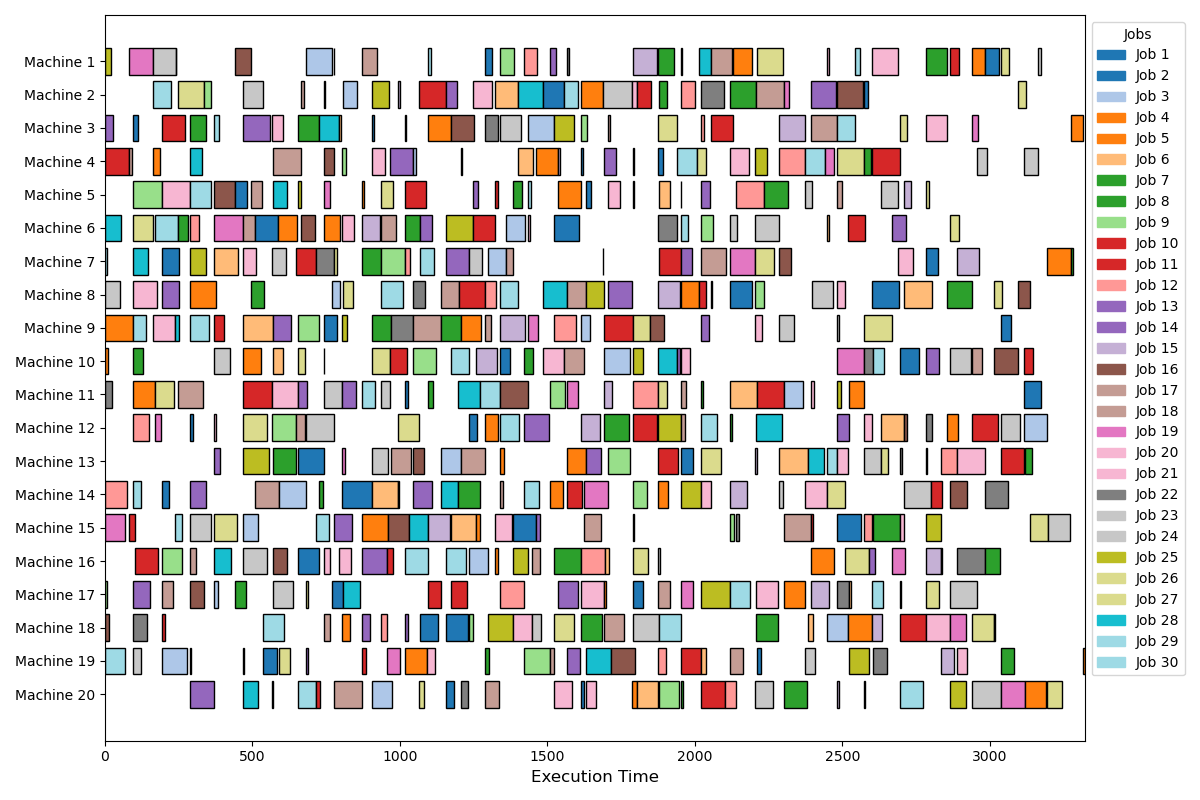 Machine 1
Machine 2
Machine 3
Machine 4
Machine 5
Machine 6
Machine 7
Machine 8
Machine 9
Machine 10
Machine 11
Machine 12
Machine 13
Machine 14
Machine 15
Machine 16
Machine 17
Machine 18
Machine 19
Machine 20
0 500 1000 1500 2000 2500 3000
Execution Time
Jobs
Job 1
Job 2
Job 3
Job 4
Job 5
Job 6
Job 7
Job 8
Job 9
Job 10
Job 11
Job 12
Job 13
Job 14
Job 15
Job 16
Job 17
Job 18
Job 19
Job 20
Job 21
Job 22
Job 23
Job 24
Job 25
Job 26
Job 27
Job 28
Job 29
Job 30